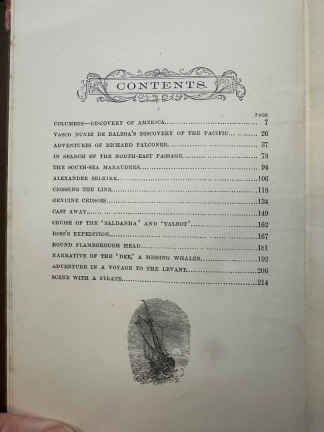 CONTENTS.
PAGE
COLUMBUS—DISCOVERY OF AMERICA 7
VASCO NUNEZ DE BALBOA'S DISCOVERY OF THE PACIFIC 26
ADVENTURES OF RICHARD FALCONER 37
IN SEARCH OF THE NORTH-EAST PASSAGE 73
THE SOUTH-SEA MARAUDERS 94
ALEXANDER SELKIRK 106
CROSSING THE LINE 118
GENUINE CRUISES 134
CAST AWAY 149
CRUISE OF THE "SALDANHA" AND "TALBOT" 162
ROSS'S EXPEDITION 167
ROUND FLAMBOROUGH HEAD 181
NARRATIVE OF THE "DEE," A MISSING WHALER 192
ADVENTURE IN A VOYAGE TO THE LEVANT 206
SCENE WITH A PIRATE 214